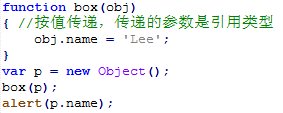 function box(obj)
{ //按值传递，传递的参数是引用类型
obj.name = 'Lee';
}
var p = new Object();
box(p);
alert(p.name);